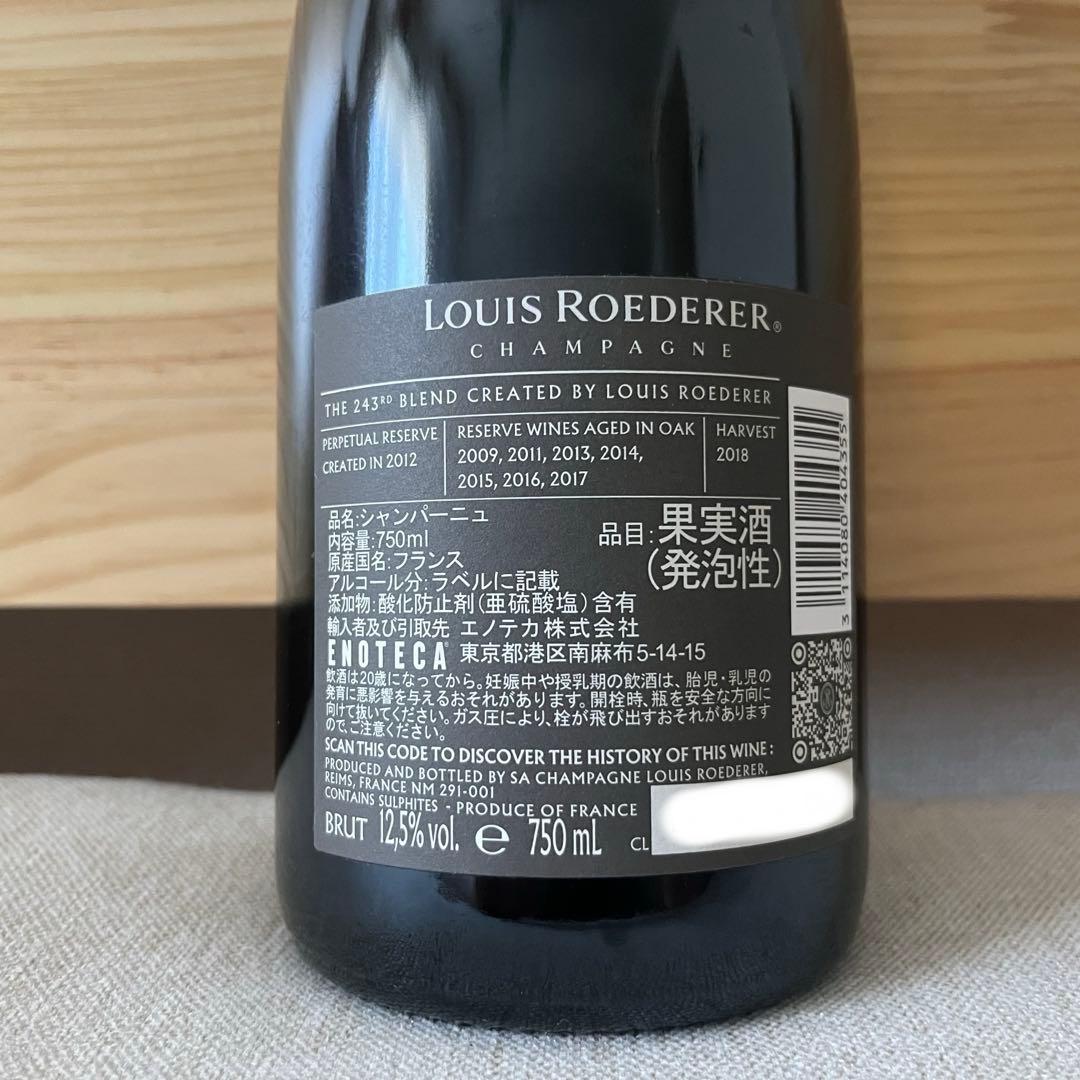 LOUIS ROEDERER®
CHAMPAGNE
THE 243RD BLEND CREATED BY LOUIS ROEDERER
PERPETUAL RESERVE
CREATED IN 2012
RESERVE WINES AGED IN OAK
2009, 2011, 2013, 2014,
2015, 2016, 2017
HARVEST
2018
品名:シャンパーニュ
内容量:750ml
原産国名:フランス
アルコール分:ラベルに記載
添加物:酸化防止剤(亜硫酸塩)含有
品目:果実酒
(発泡性)
輸入者及び引取先 エノテカ株式会社
ENOTECA® 東京都港区南麻布5-14-15
飲酒は20歳になってから。妊娠中や授乳期の飲酒は、胎児・乳児の
発育に悪影響を与えるおそれがあります。開栓時、瓶を安全な方向に
向けて抜いてください。ガス圧により、栓が飛び出すおそれがあります
ので、ご注意ください。
SCAN THIS CODE TO DISCOVER THE HISTORY OF THIS WINE:
PRODUCED AND BOTTLED BY SA CHAMPAGNE LOUIS ROEDERER,
REIMS, FRANCE NM 291-001
CONTAINS SULPHITES - PRODUCE OF FRANCE
BRUT 12,5% vol. ℮ 750 mL CL
3 114080 404355